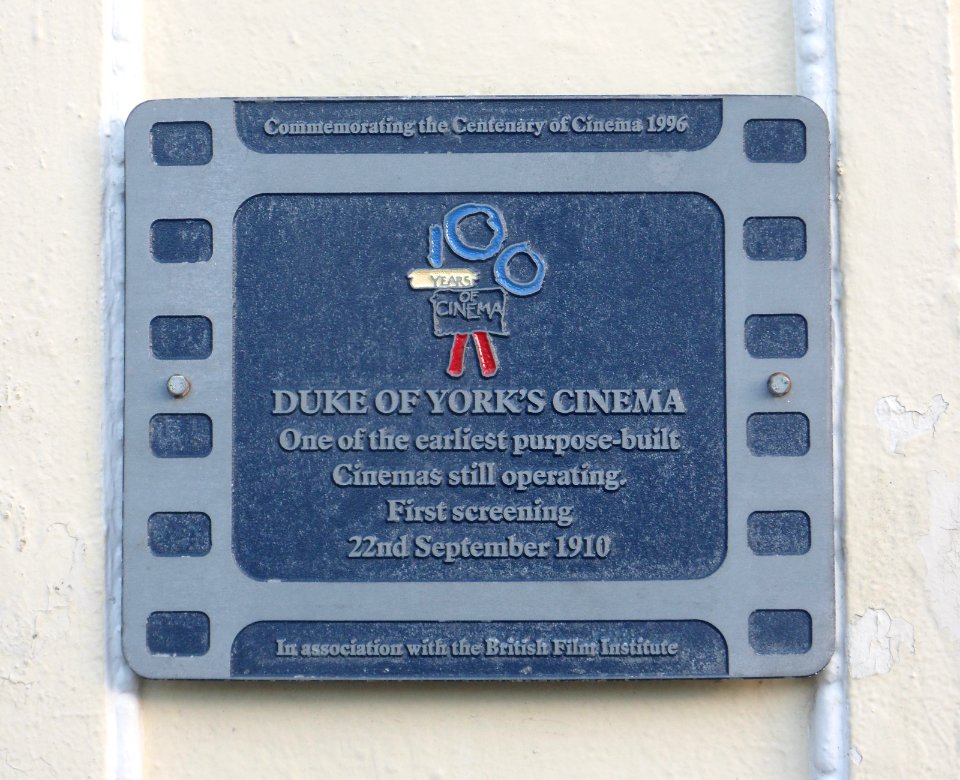 Commemorating the Centenary of Cinema 1996
100
YEARS
OF
CINEMA
DUKE OF YORK'S CINEMA
One of the earliest purpose-built
Cinemas still operating.
First screening
22nd September 1910
In association with the British Film Institute